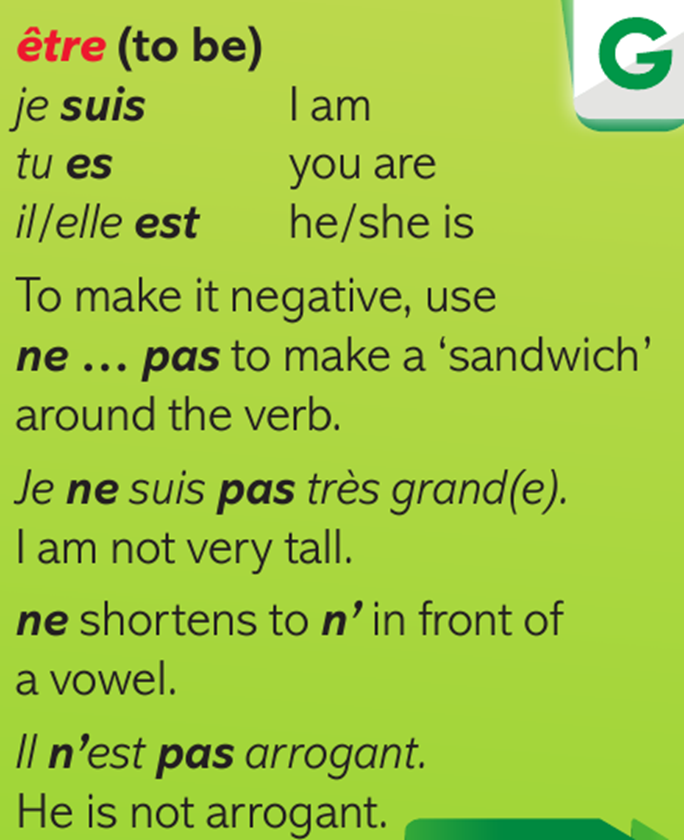 être (to be)
G
je suis I am
tu es you are
il/elle est he/she is
To make it negative, use
ne ... pas to make a ‘sandwich’
around the verb.
Je ne suis pas très grand(e).
I am not very tall.
ne shortens to n’ in front of
a vowel.
Il n’est pas arrogant.
He is not arrogant.